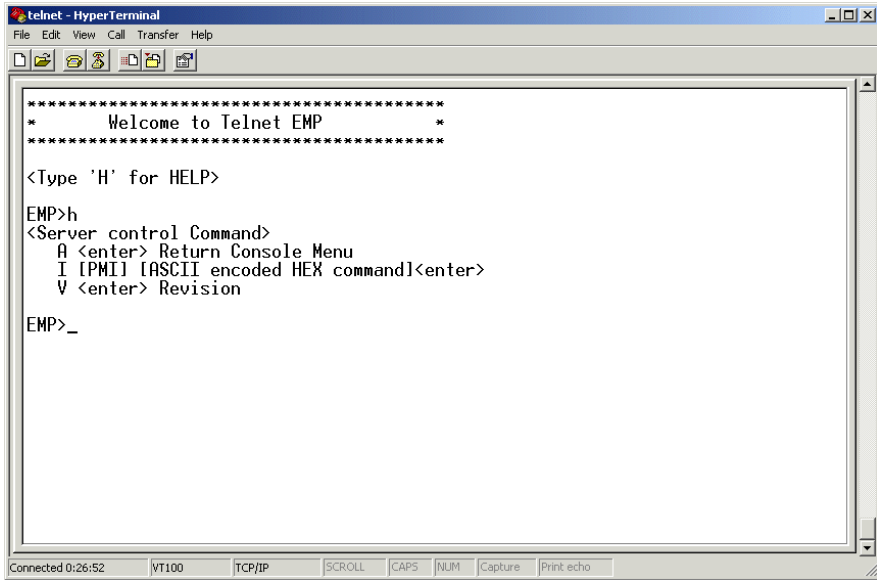 telnet - HyperTerminal
File Edit View Call Transfer Help
*****************************************
* Welcome to Telnet EMP *
*****************************************
<Type 'H' for HELP>
EMP>h
<Server control Command>
A <enter> Return Console Menu
I [PMI] [ASCII encoded HEX command]<enter>
V <enter> Revision
EMP>_
Connected 0:26:52 VT100 TCP/IP SCROLL CAPS NUM Capture Print echo